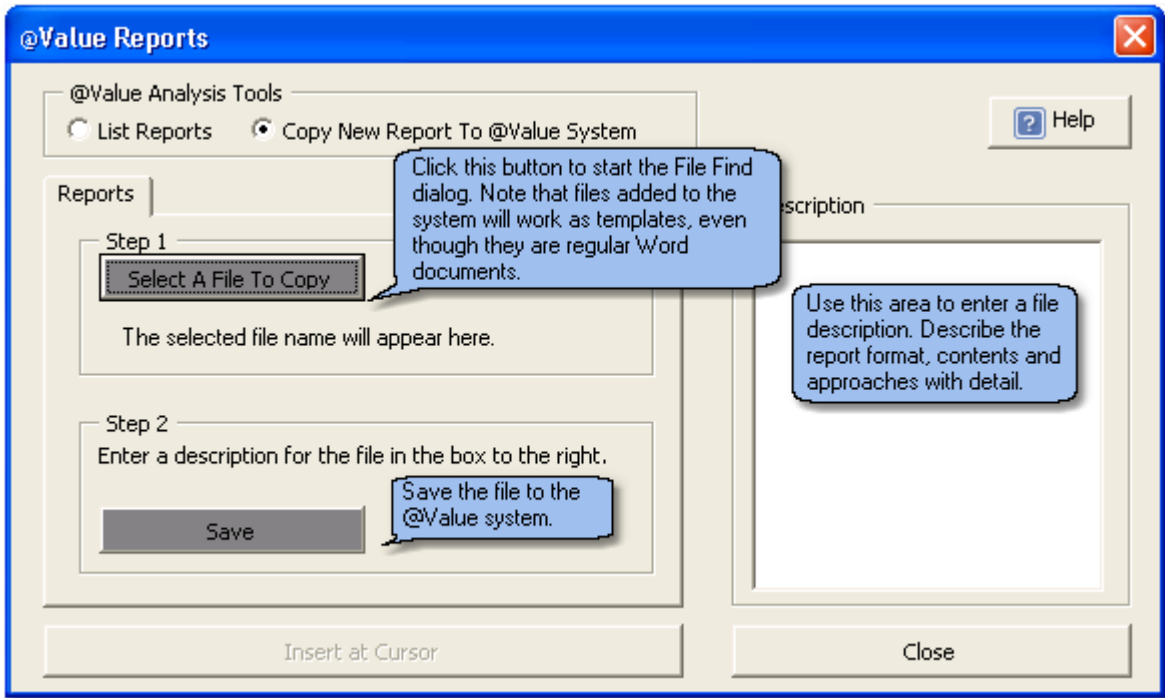 @Value Reports
@Value Analysis Tools
List Reports
Copy New Report To @Value System
Help
Click this button to start the File Find
dialog. Note that files added to the
system will work as templates, even
though they are regular Word
documents.
Reports
Step 1
Select A File To Copy
The selected file name will appear here.
scription
Use this area to enter a file
description. Describe the
report format, contents and
approaches with detail.
Step 2
Enter a description for the file in the box to the right.
Save the file to the
@Value system.
Save
Insert at Cursor
Close